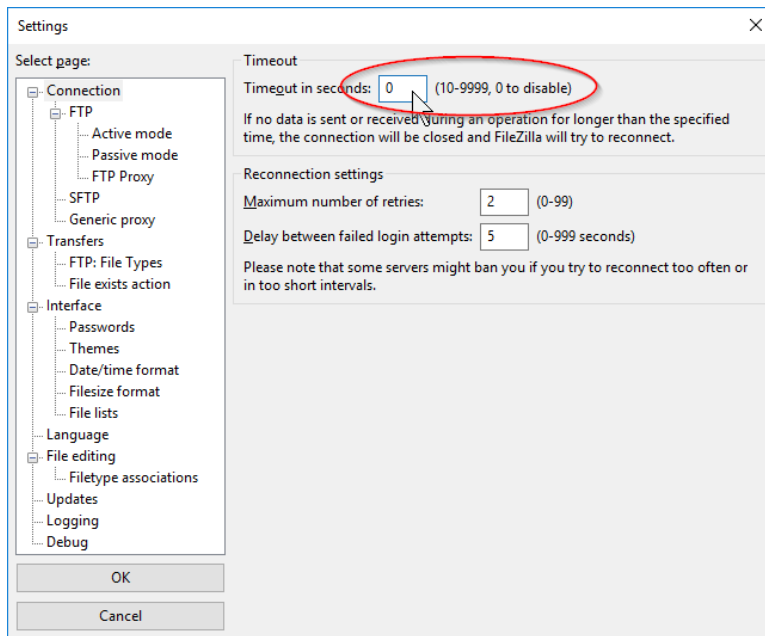 Settings
Select page:
Connection
FTP
Active mode
Passive mode
FTP Proxy
SFTP
Generic proxy
Transfers
FTP: File Types
File exists action
Interface
Passwords
Themes
Date/time format
Filesize format
File lists
Language
File editing
Filetype associations
Updates
Logging
Debug
OK
Cancel
Timeout
Timeout in seconds: 0 (10-9999, 0 to disable)
If no data is sent or received during an operation for longer than the specified
time, the connection will be closed and FileZilla will try to reconnect.
Reconnection settings
Maximum number of retries: 2 (0-99)
Delay between failed login attempts: 5 (0-999 seconds)
Please note that some servers might ban you if you try to reconnect too often or
in too short intervals.